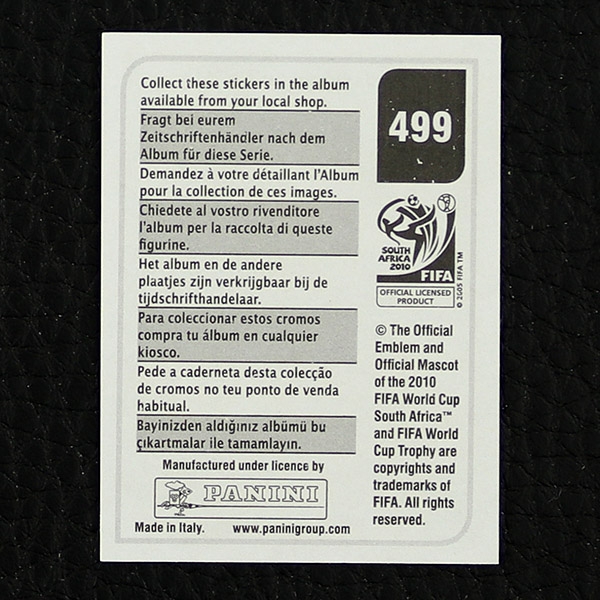 Collect these stickers in the album
available from your local shop.
Fragt bei eurem
Zeitschriftenhändler nach dem
Album für diese Serie.
Demandez à votre détaillant l'Album
pour la collection de ces images.
Chiedete al vostro rivenditore
l'album per la raccolta di queste
figurine.
Het album en de andere
plaatjes zijn verkrijgbaar bij de
tijdschrifthandelaar.
Para coleccionar estos cromos
compra tu álbum en cualquier
kiosco.
Pede a caderneta desta colecção
de cromos no teu ponto de venda
habitual.
Bayinizden aldığınız albümü bu
çıkartmalar ile tamamlayın.
Manufactured under licence by
PANINI
Made in Italy. www.paninigroup.com
499
SOUTH
AFRICA
2010
FIFA
© 2005 FIFA TM
OFFICIAL LICENSED
PRODUCT
© The Official
Emblem and
Official Mascot
of the 2010
FIFA World Cup
South Africa™
and FIFA World
Cup Trophy are
copyrights and
trademarks of
FIFA. All rights
reserved.